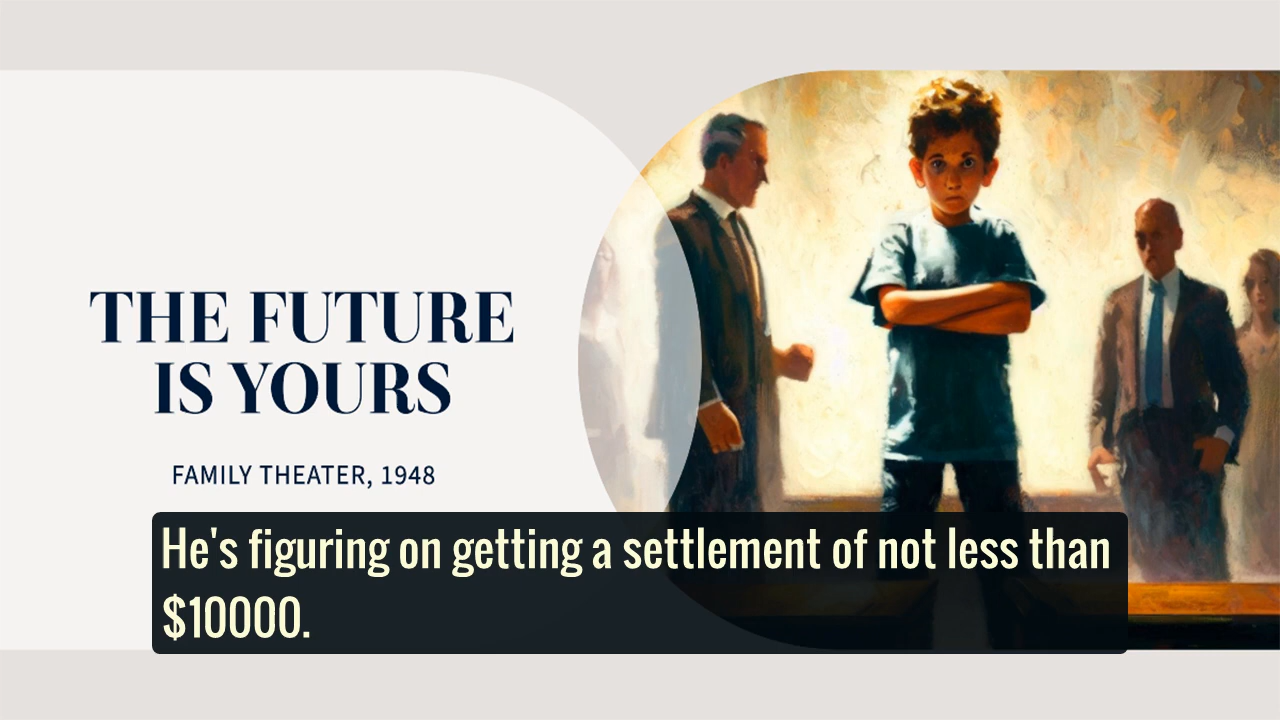 THE FUTURE
IS YOURS
FAMILY THEATER, 1948
He's figuring on getting a settlement of not less than
$10000.